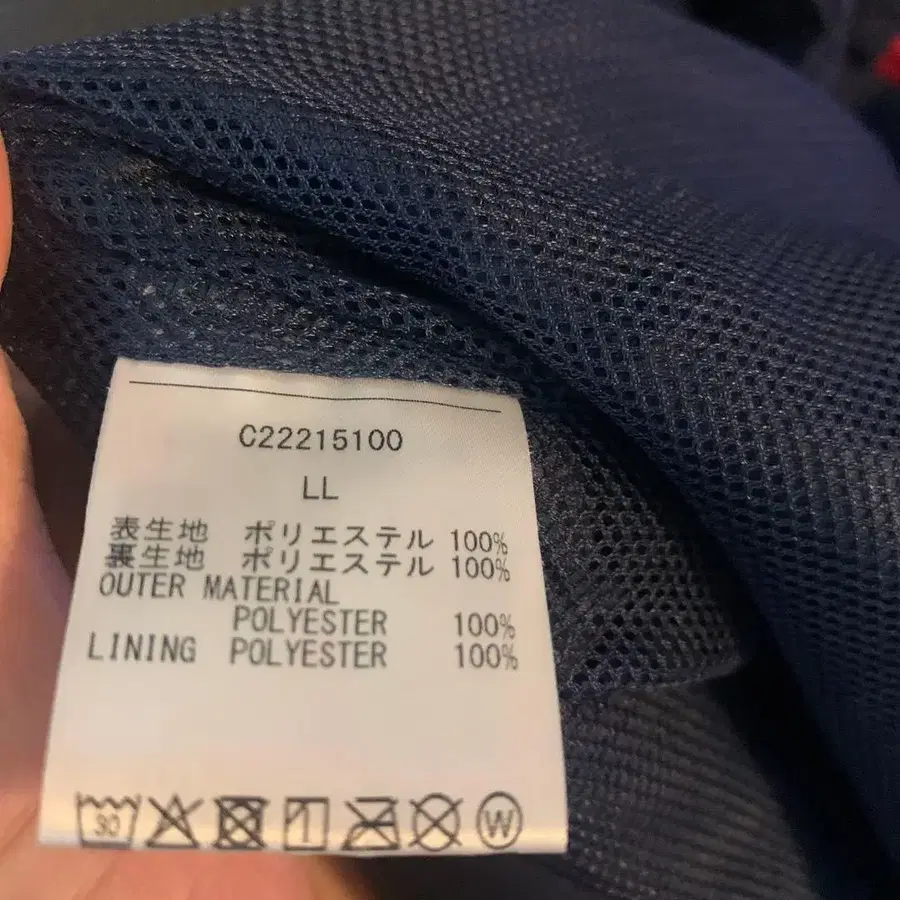 C22215100
LL
表生地 ポリエステル 100%
裏生地 ポリエステル 100%
OUTER MATERIAL
POLYESTER 100%
LINING POLYESTER 100%
30 W